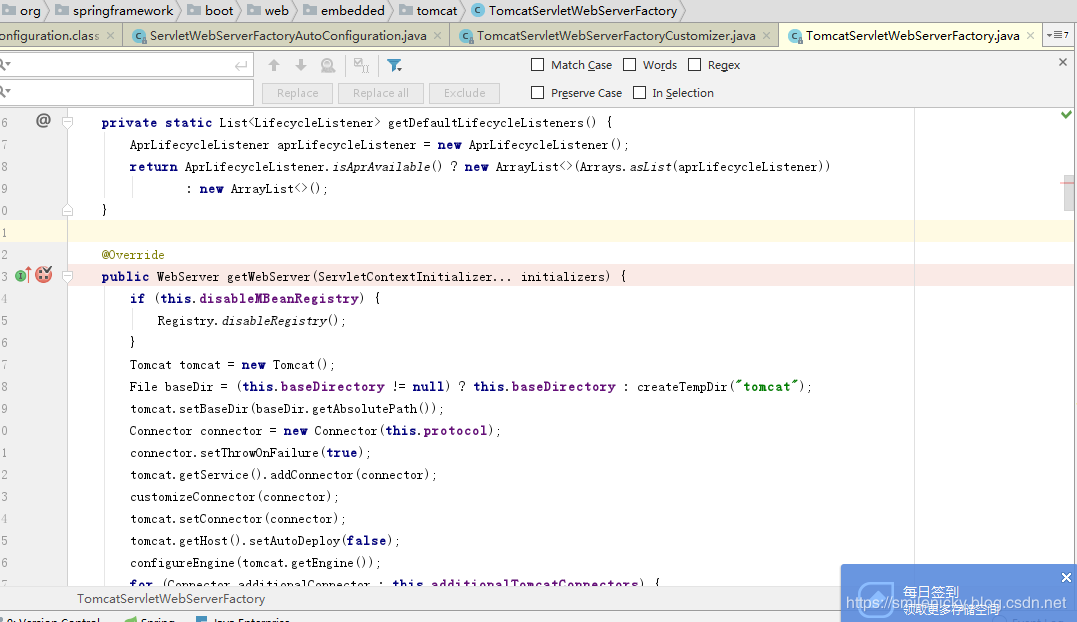 org springframework boot web embedded tomcat TomcatServletWebServerFactory
onfiguration.class ServletWebServerFactoryAutoConfiguration.java TomcatServletWebServerFactoryCustomizer.java TomcatServletWebServerFactory.java 7
Match Case Words Regex
Replace Replace all Exclude Preserve Case In Selection
6 @ private static List<LifecycleListener> getDefaultLifecycleListeners() {
7 AprLifecycleListener aprLifecycleListener = new AprLifecycleListener();
8 return AprLifecycleListener.isAprAvailable() ? new ArrayList<>(Arrays.asList(aprLifecycleListener))
9 : new ArrayList<>();
0 }
1
2 @Override
3 public WebServer getWebServer(ServletContextInitializer... initializers) {
4 if (this.disableMBeanRegistry) {
5 Registry.disableRegistry();
6 }
7 Tomcat tomcat = new Tomcat();
8 File baseDir = (this.baseDirectory != null) ? this.baseDirectory : createTempDir("tomcat");
9 tomcat.setBaseDir(baseDir.getAbsolutePath());
0 Connector connector = new Connector(this.protocol);
1 connector.setThrowOnFailure(true);
2 tomcat.getService().addConnector(connector);
3 customizeConnector(connector);
4 tomcat.setConnector(connector);
5 tomcat.getHost().setAutoDeploy(false);
6 configureEngine(tomcat.getEngine());
7 for (Connector additionalConnector : this.additionalTomcatConnectors) {
TomcatServletWebServerFactory
每日签到
领取更多存储空间
https://smilenicky.blog.csdn.net
9: Version Control Spring Java Enterprise